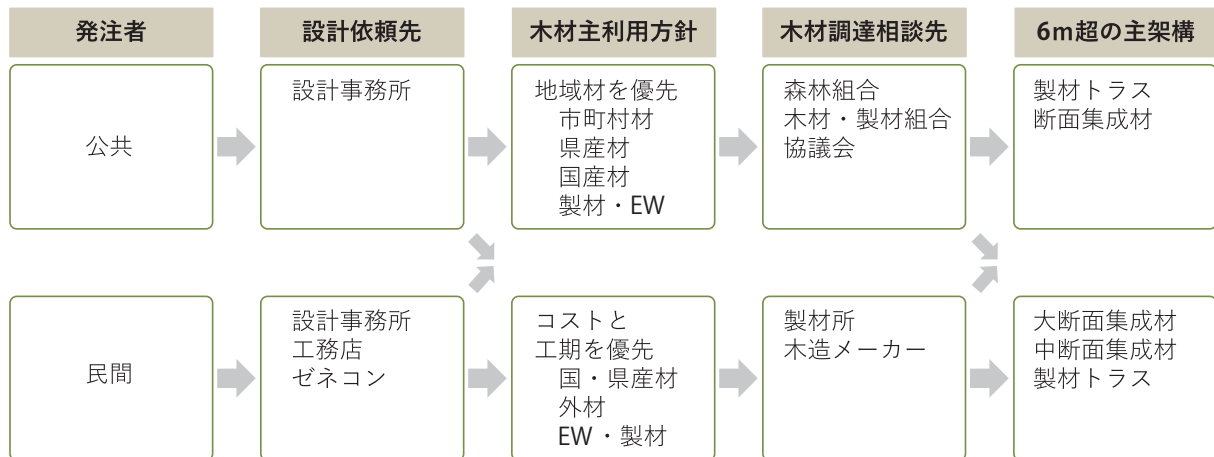 発注者
設計依頼先
木材主利用方針
木材調達相談先
6m超の主架構
公共
設計事務所
地域材を優先
市町村材
県産材
国産材
製材・EW
森林組合
木材・製材組合
協議会
製材トラス
断面集成材
民間
設計事務所
工務店
ゼネコン
コストと
工期を優先
国・県産材
外材
EW・製材
製材所
木造メーカー
大断面集成材
中断面集成材
製材トラス